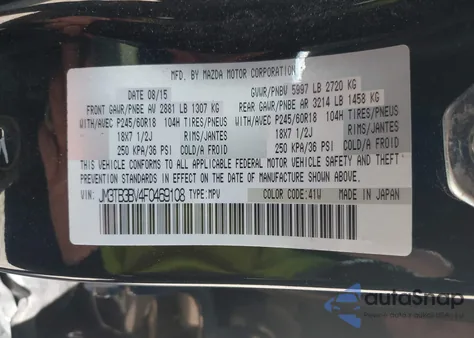 MFD. BY MAZDA MOTOR CORPORATION
DATE 08/15 GVWR/PNBV 5997 LB 2720 KG
FRONT GAWR/PNBE AV 2881 LB 1307 KG REAR GAWR/PNBE AR 3214 LB 1458 KG
WITH/AVEC P245/60R18 104H TIRES/PNEUS WITH/AVEC P245/60R18 104H TIRES/PNEUS
18X7 1/2J RIMS/JANTES 18X7 1/2J RIMS/JANTES
250 KPA/36 PSI COLD/A FROID 250 KPA/36 PSI COLD/A FROID
THIS VEHICLE CONFORMS TO ALL APPLICABLE FEDERAL MOTOR VEHICLE SAFETY AND THEFT
PREVENTION STANDARDS IN EFFECT ON THE DATE OF MANUFACTURE SHOWN ABOVE.
VIN: JM3TB3BV4F0469108 TYPE:MPV COLOR CODE:41W MADE IN JAPAN
autoSnap